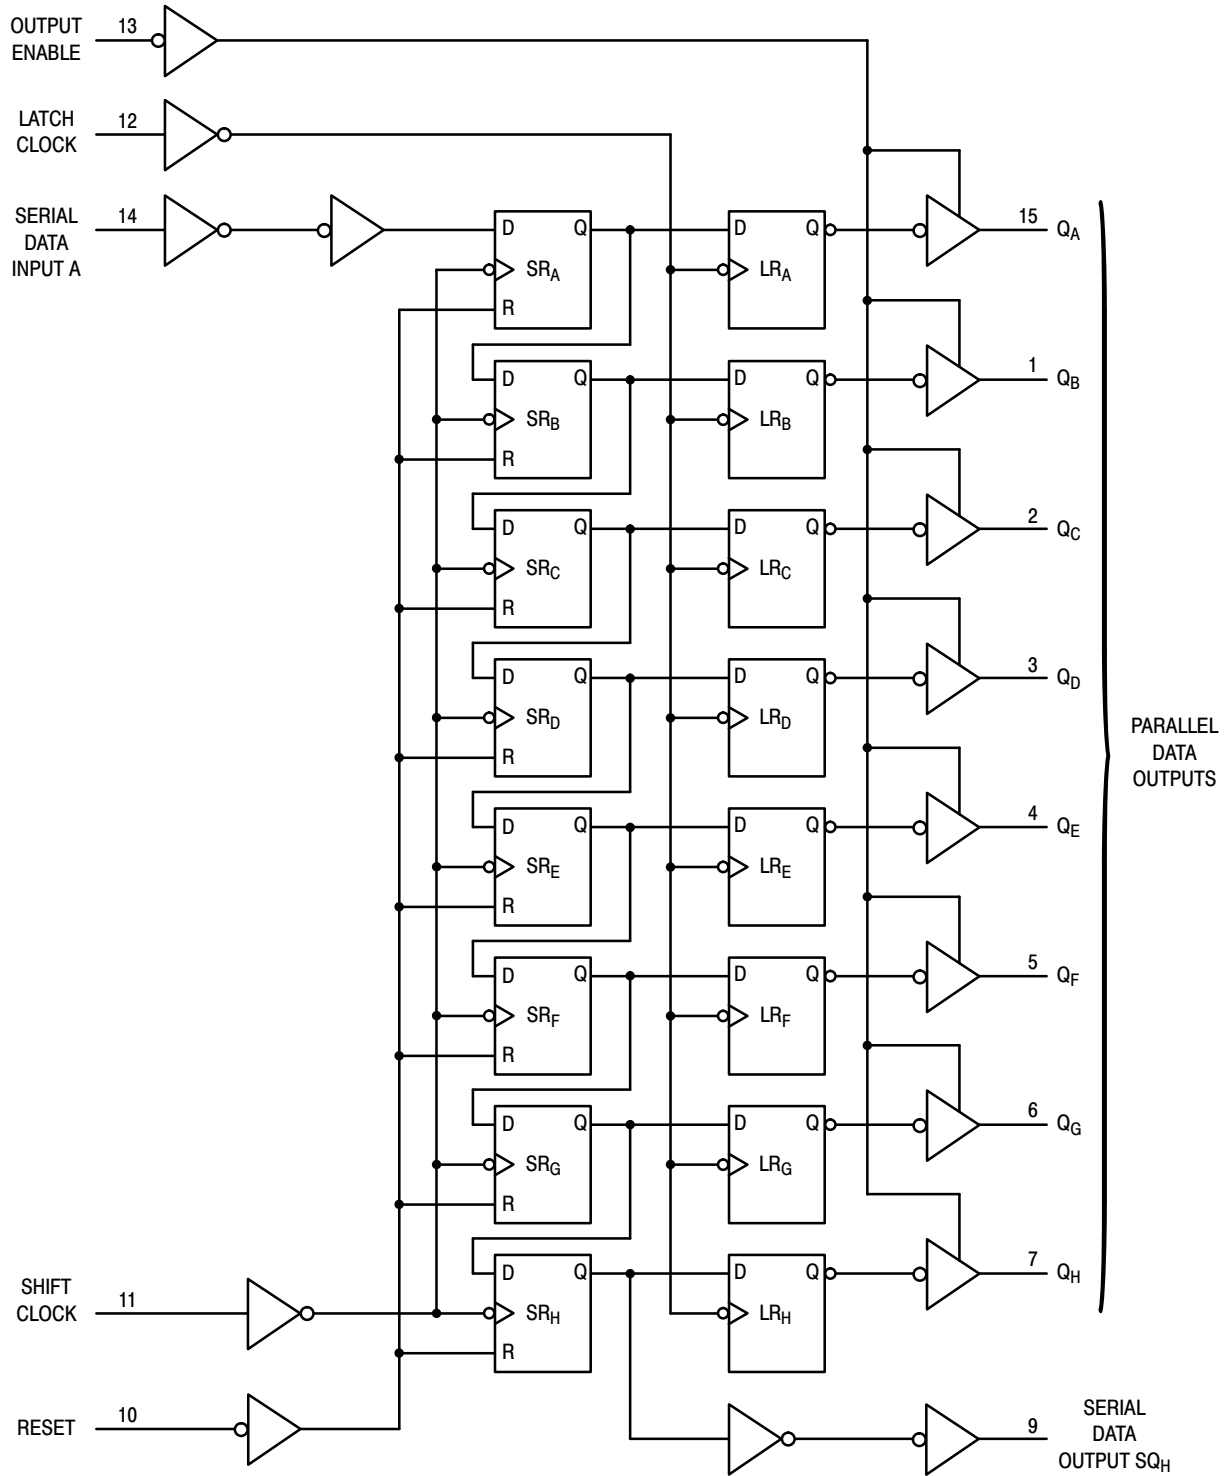 OUTPUT
ENABLE
13
LATCH
CLOCK
12
SERIAL
DATA
INPUT A
14
D Q
SRA
R
D Q
LRA
15
QA
D Q
SRB
R
D Q
LRB
1
QB
D Q
SRC
R
D Q
LRC
2
QC
D Q
SRD
R
D Q
LRD
3
QD
PARALLEL
DATA
OUTPUTS
D Q
SRE
R
D Q
LRE
4
QE
D Q
SRF
R
D Q
LRF
5
QF
D Q
SRG
R
D Q
LRG
6
QG
SHIFT
CLOCK
11
D Q
SRH
R
D Q
LRH
7
QH
RESET
10
9
SERIAL
DATA
OUTPUT SQH